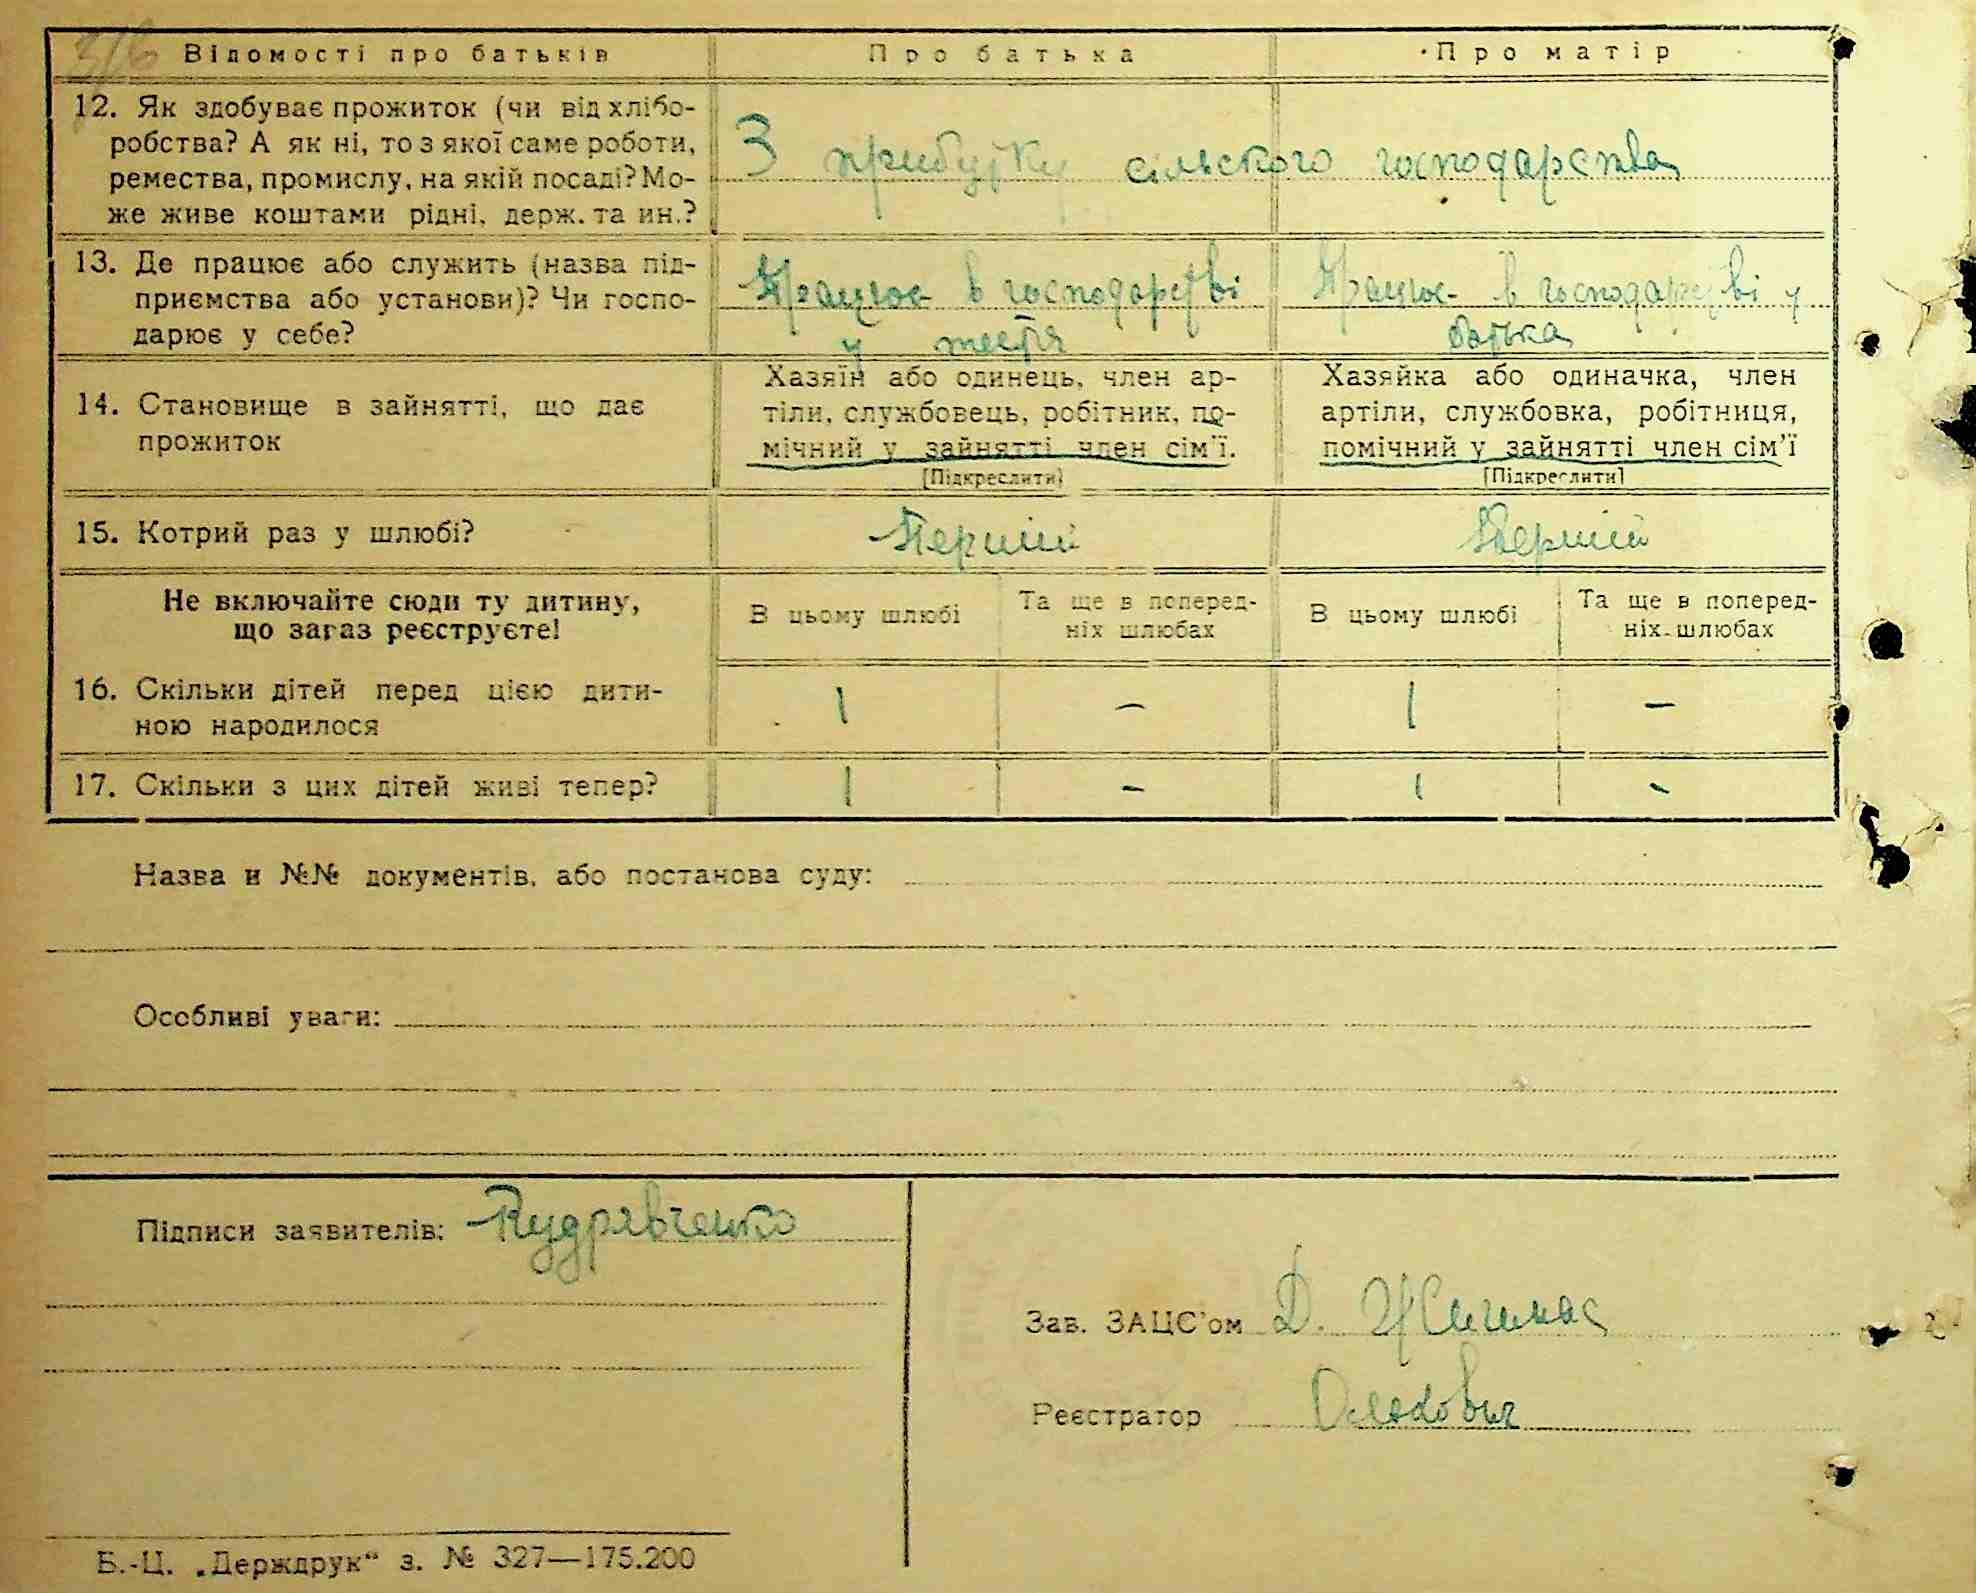 316
Відомості про батьків
Про батька
Про матір
12. Як здобуває прожиток (чи від хлібо-
робства? А як ні, то з якої саме роботи,
ремества, промислу, на якій посаді? Мо-
же живе коштами рідні, держ. та ин.?
З прибутку сільського господарства
13. Де працює або служить (назва під-
приємства або установи)? Чи госпо-
дарює у себе?
Працює в господарстві
у тестя
Працює в господарстві у
батька
14. Становище в зайнятті, що дає
прожиток
Хазяїн або одинець, член ар-
тіли, службовець, робітник, по-
мічний у зайнятті член сім'ї.
[Підкреслити]
Хазяйка або одиначка, член
артіли, службовка, робітниця,
помічний у зайнятті член сім'ї
[Підкреслити]
15. Котрий раз у шлюбі?
Перший
Перший
Не включайте сюди ту дитину,
що зараз реєструєте!
В цьому шлюбі
Та ще в поперед-
ніх шлюбах
В цьому шлюбі
Та ще в поперед-
ніх шлюбах
16. Скільки дітей перед цією дити-
ною народилося
1
–
1
–
17. Скільки з цих дітей живі тепер?
1
–
1
–
Назва и №№ документів, або постанова суду:
Особливі уваги:
Підписи заявителів: Кудрявченко
Зав. ЗАЦС'ом Д.
Реєстратор
Б.-Ц. „Держдрук" з. № 327—175.200